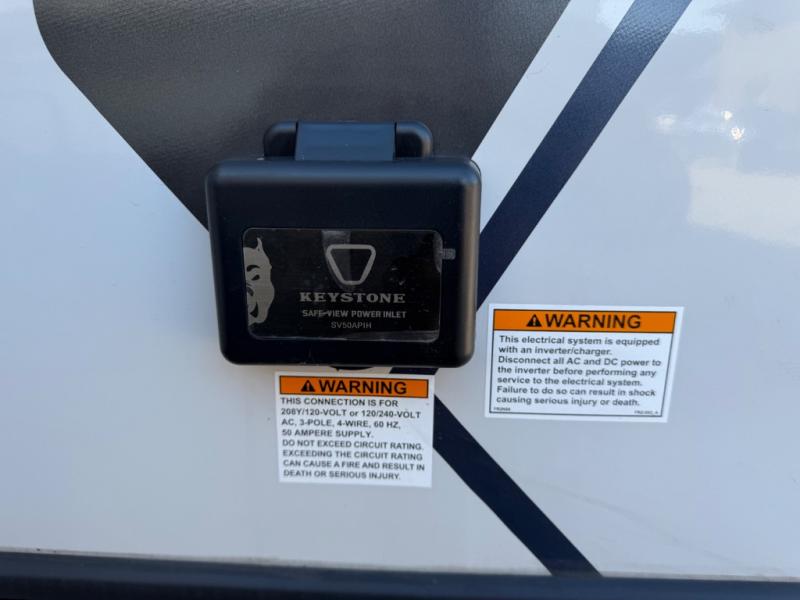 KEYSTONE
SAFE-VIEW POWER INLET
SV50APIH
WARNING
THIS CONNECTION IS FOR
208Y/120-VOLT or 120/240-VOLT
AC, 3-POLE, 4-WIRE, 60 HZ,
50 AMPERE SUPPLY.
DO NOT EXCEED CIRCUIT RATING.
EXCEEDING THE CIRCUIT RATING
CAN CAUSE A FIRE AND RESULT IN
DEATH OR SERIOUS INJURY.
WARNING
This electrical system is equipped
with an inverter/charger.
Disconnect all AC and DC power to
the inverter before performing any
service to the electrical system.
Failure to do so can result in shock
causing serious injury or death.